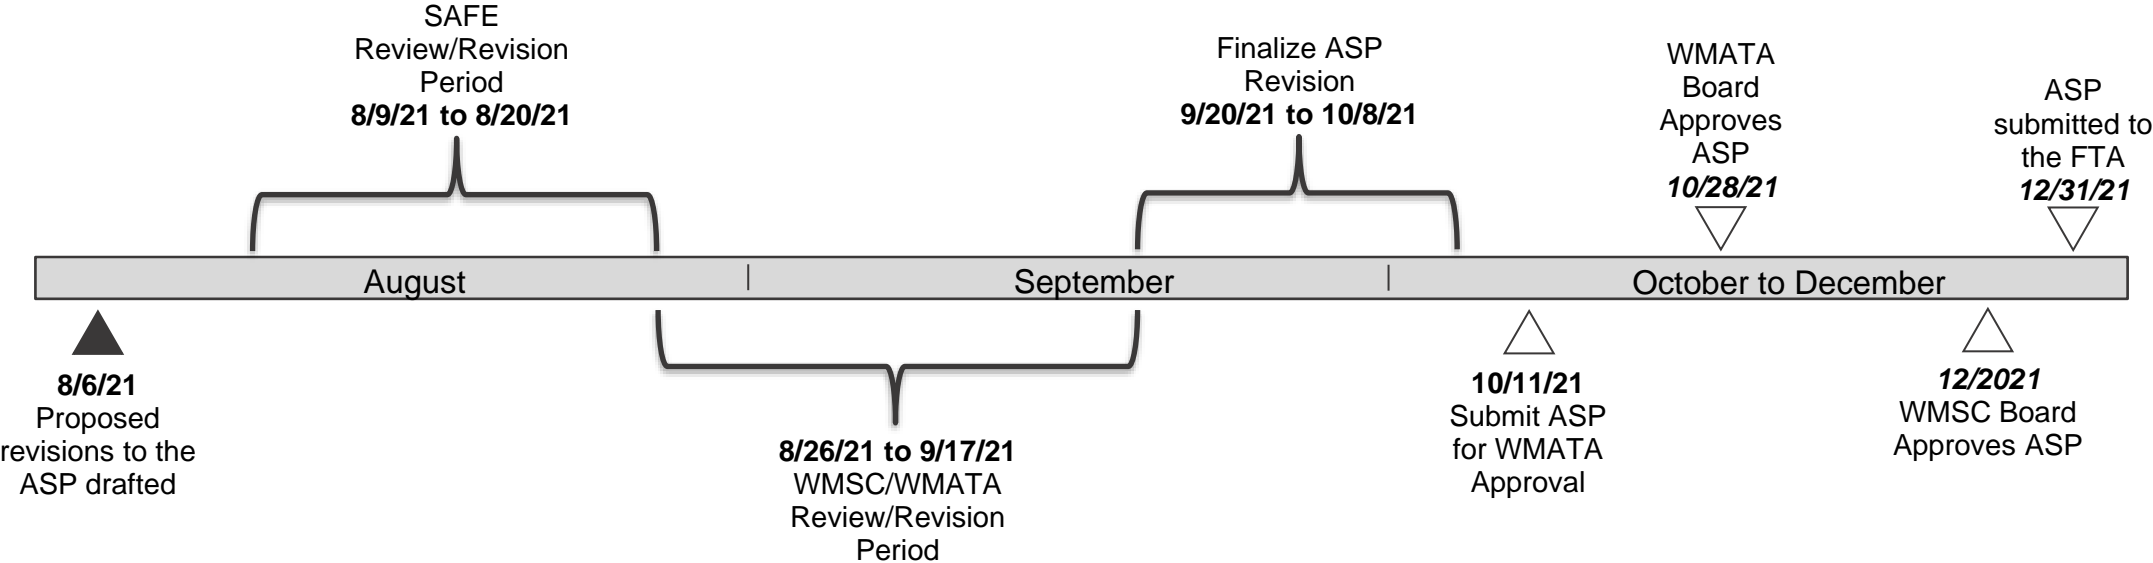 SAFE
Review/Revision
Period
8/9/21 to 8/20/21
Finalize ASP
Revision
9/20/21 to 10/8/21
WMATA
Board
Approves
ASP
10/28/21
ASP
submitted to
the FTA
12/31/21
August
September
October to December
8/6/21
Proposed
revisions to the
ASP drafted
8/26/21 to 9/17/21
WMSC/WMATA
Review/Revision
Period
10/11/21
Submit ASP
for WMATA
Approval
12/2021
WMSC Board
Approves ASP